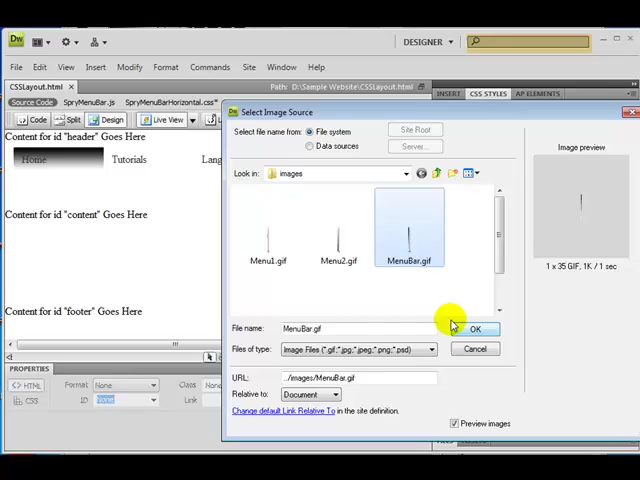 Dw
DESIGNER
File Edit View Insert Modify Format Commands Site Window Help
CSSLayout.html
Path: D:\Sample Website\CSSLayout.html
Source Code SpryMenuBar.js SpryMenuBarHorizontal.css*
INSERT CSS STYLES AP ELEMENTS
Code Split Design Live View
Content for id "header" Goes Here
Home Tutorials Lang
Content for id "content" Goes Here
Content for id "footer" Goes Here
PROPERTIES
HTML Format None Class
CSS ID None Link
Select Image Source
Select file name from: File system Site Root
Data sources Server...
Look in: images
Menu1.gif Menu2.gif MenuBar.gif
Image preview
1 x 35 GIF, 1K / 1 sec
File name: MenuBar.gif OK
Files of type: Image Files (*.gif;*.jpg;*.jpeg;*.png;*.psd) Cancel
URL: ../images/MenuBar.gif
Relative to: Document
Change default Link Relative To in the site definition.
Preview images